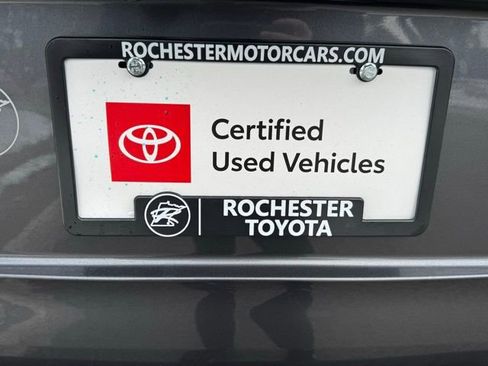 ROCHESTERMOTORCARS.COM
Certified
Used Vehicles
ROCHESTER
TOYOTA